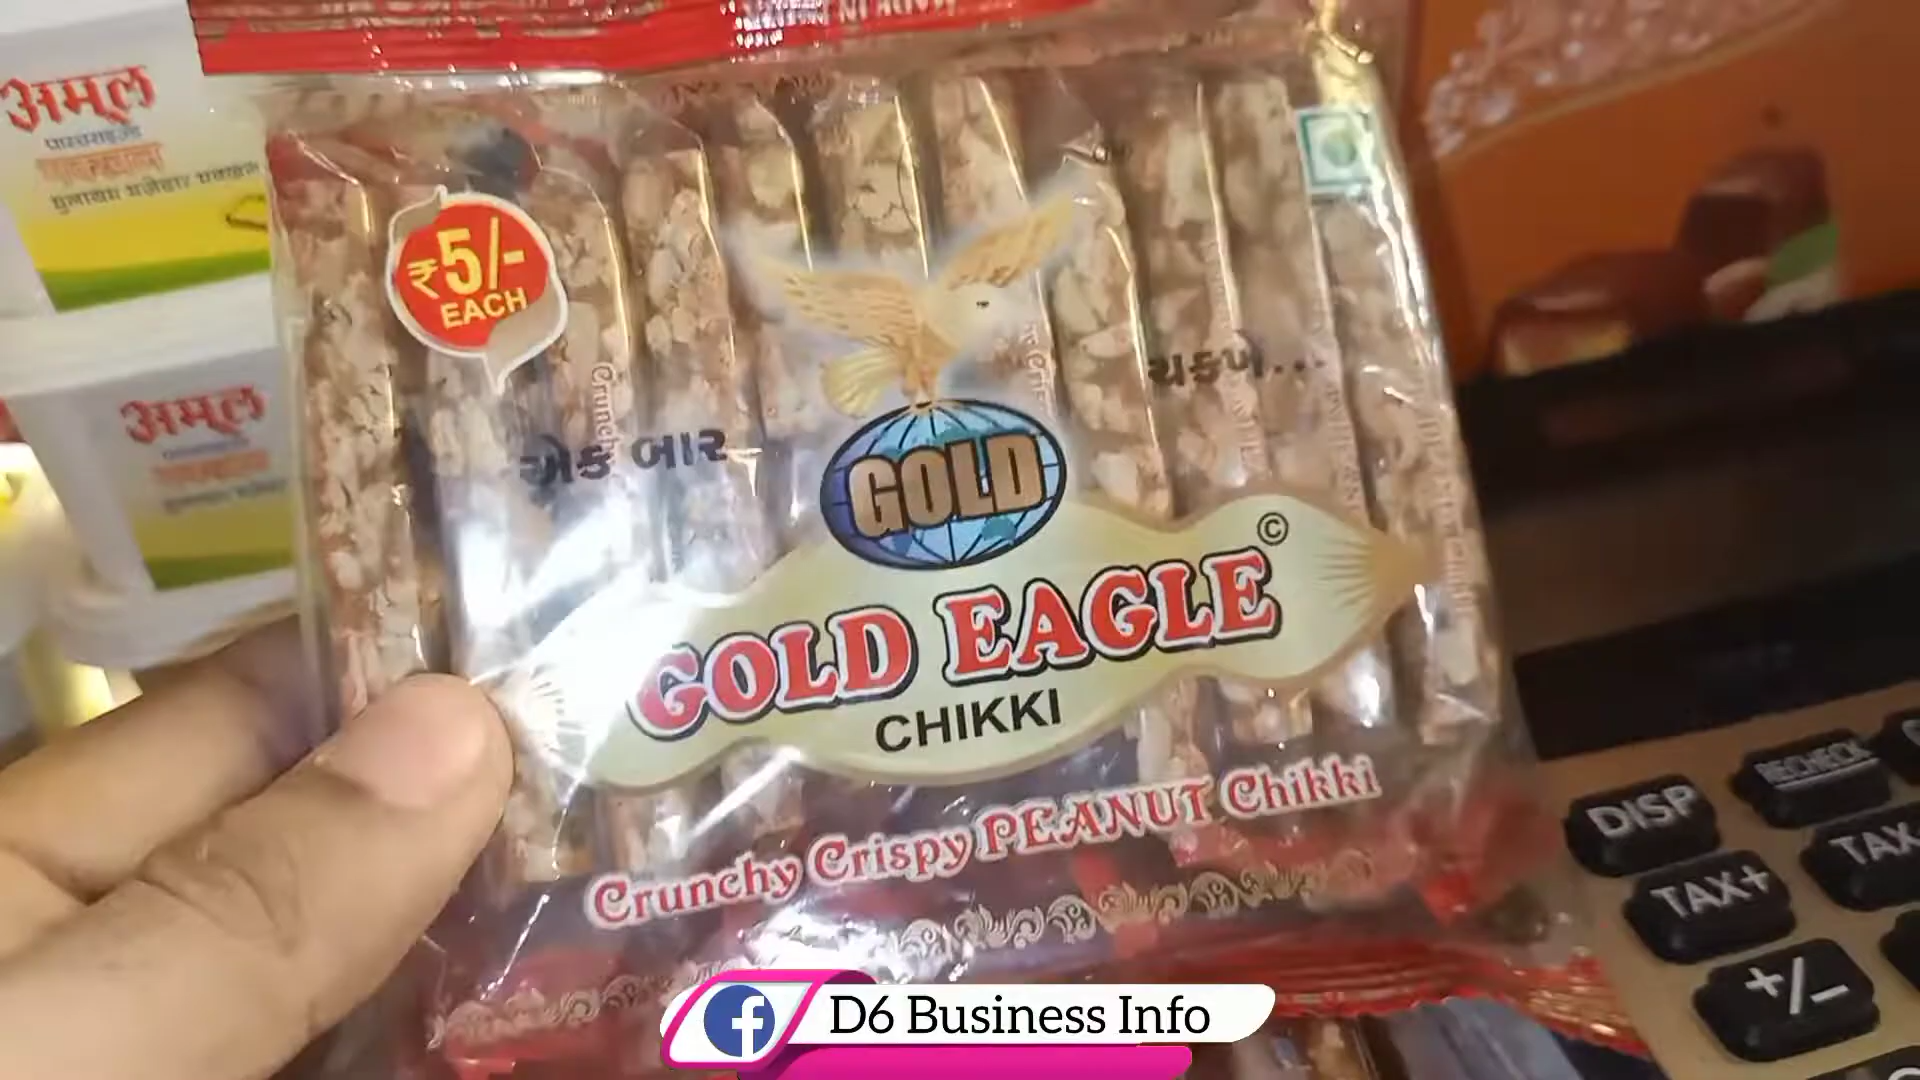 अमूल
₹5/-
EACH
એક બાર
ચકખે...
GOLD
GOLD EAGLE ©
CHIKKI
Crunchy Crispy PEANUT Chikki
अमूल
DISP
RECHECK
TAX+
TAX-
+/-
D6 Business Info